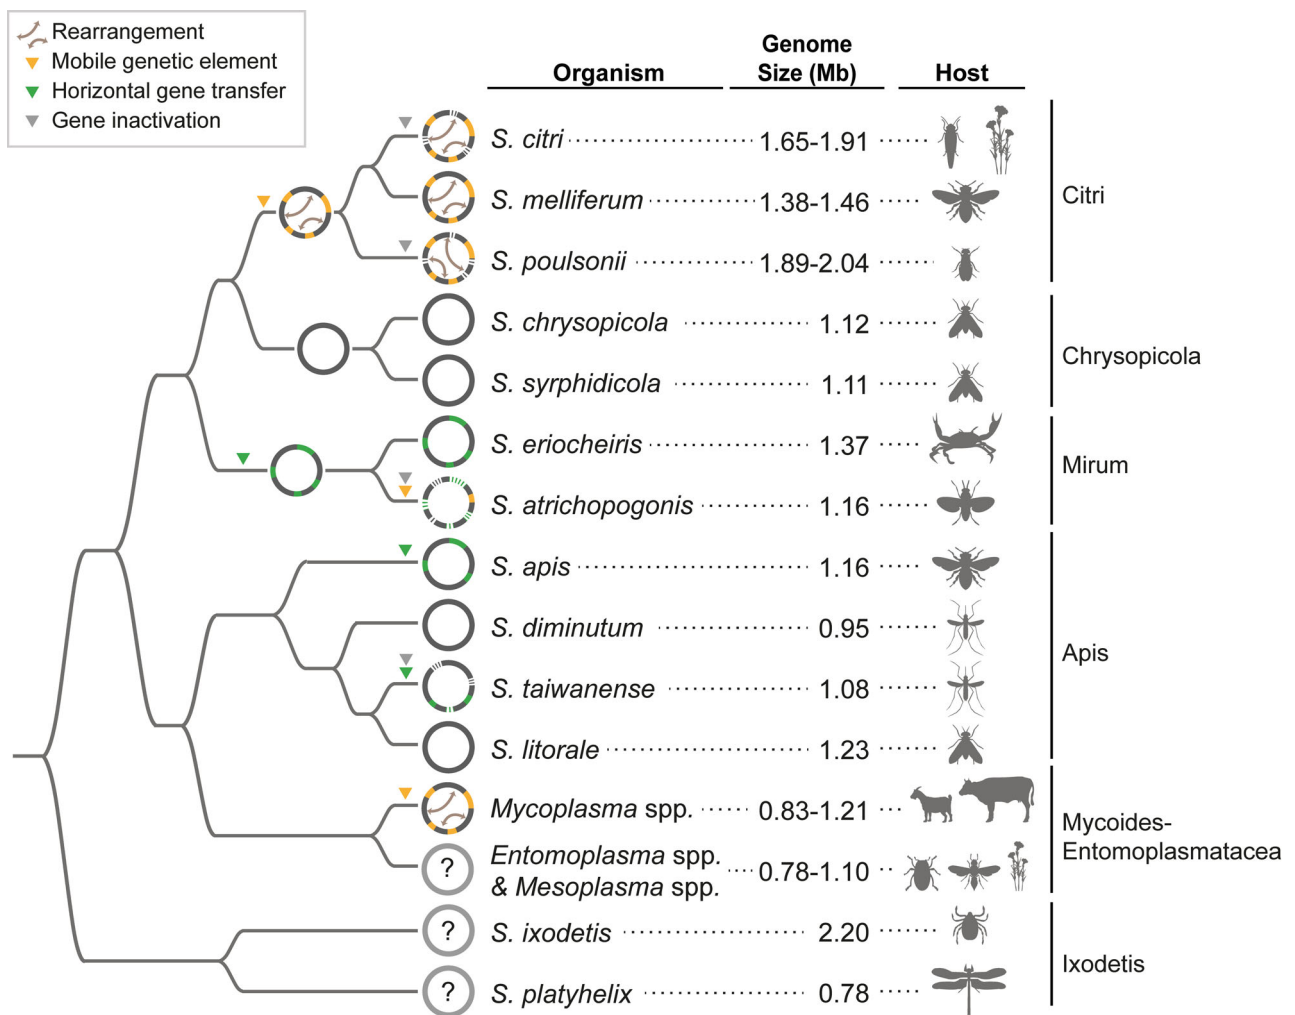 Rearrangement
Mobile genetic element
Horizontal gene transfer
Gene inactivation
Organism
Genome
Size (Mb)
Host
S. citri 1.65-1.91
S. melliferum 1.38-1.46
S. poulsonii 1.89-2.04
Citri
S. chrysopicola 1.12
S. syrphidicola 1.11
Chrysopicola
S. eriocheiris 1.37
S. atrichopogonis 1.16
Mirum
S. apis 1.16
S. diminutum 0.95
S. taiwanense 1.08
S. litorale 1.23
Apis
Mycoplasma spp. 0.83-1.21
? Entomoplasma spp.
& Mesoplasma spp. 0.78-1.10
Mycoides-
Entomoplasmatacea
? S. ixodetis 2.20
? S. platyhelix 0.78
Ixodetis